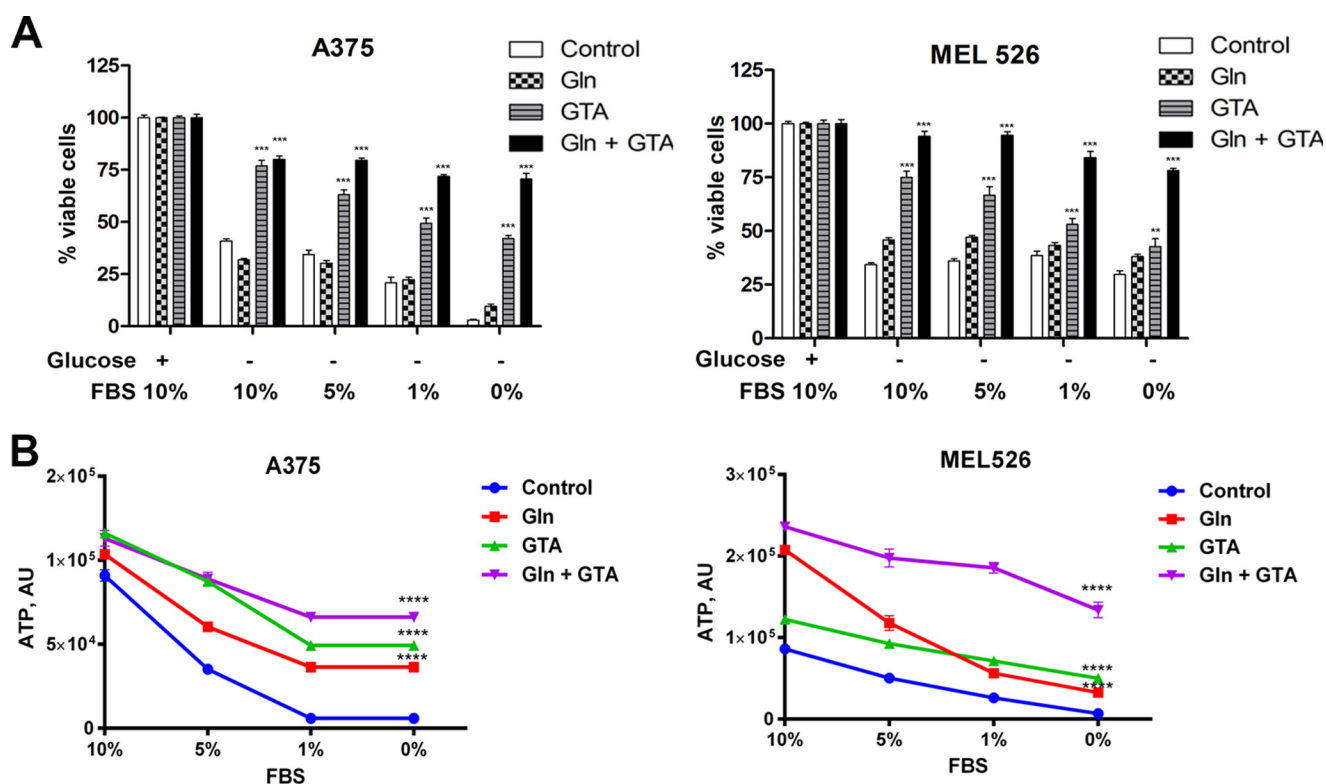 A
A375
Control
Gln
GTA
Gln + GTA
% viable cells
125
100
75
50
25
0
*** ***
*** ***
*** ***
*** ***
Glucose + - - - -
FBS 10% 10% 5% 1% 0%
MEL 526
Control
Gln
GTA
Gln + GTA
% viable cells
125
100
75
50
25
0
*** ***
*** ***
*** ***
** ***
+ - - - -
10% 10% 5% 1% 0%
B
A375
Control
Gln
GTA
Gln + GTA
ATP, AU
2×10⁵
1×10⁵
5×10⁴
0
****
****
****
10% 5% 1% 0%
FBS
MEL526
Control
Gln
GTA
Gln + GTA
ATP, AU
3×10⁵
2×10⁵
1×10⁵
0
****
****
****
10% 5% 1% 0%
FBS